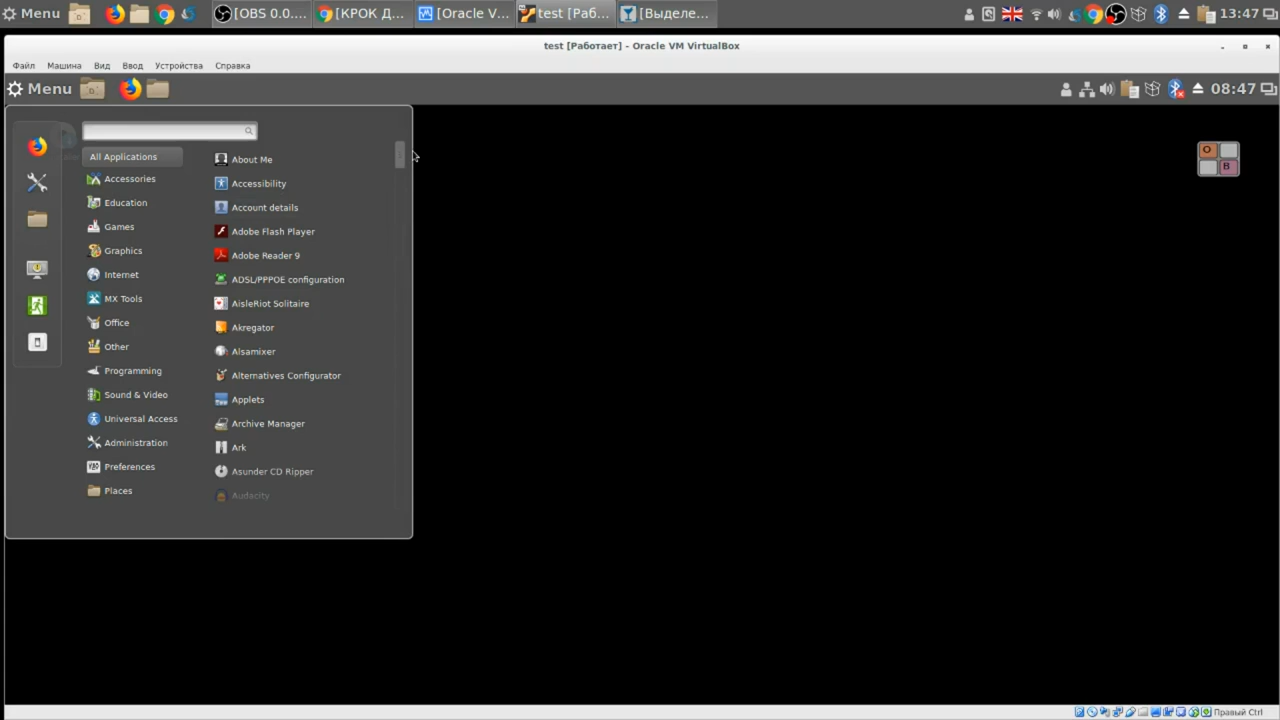 Menu [OBS 0.0.... [КРОК Д... [Oracle V... test [Раб... [Выделе... 13:47
test [Работает] - Oracle VM VirtualBox
Файл Машина Вид Ввод Устройства Справка
Menu 08:47
All Applications
Accessories
Education
Games
Graphics
Internet
MX Tools
Office
Other
Programming
Sound & Video
Universal Access
Administration
Preferences
Places
About Me
Accessibility
Account details
Adobe Flash Player
Adobe Reader 9
ADSL/PPPOE configuration
AisleRiot Solitaire
Akregator
Alsamixer
Alternatives Configurator
Applets
Archive Manager
Ark
Asunder CD Ripper
Audacity
O
B
Правый Ctrl